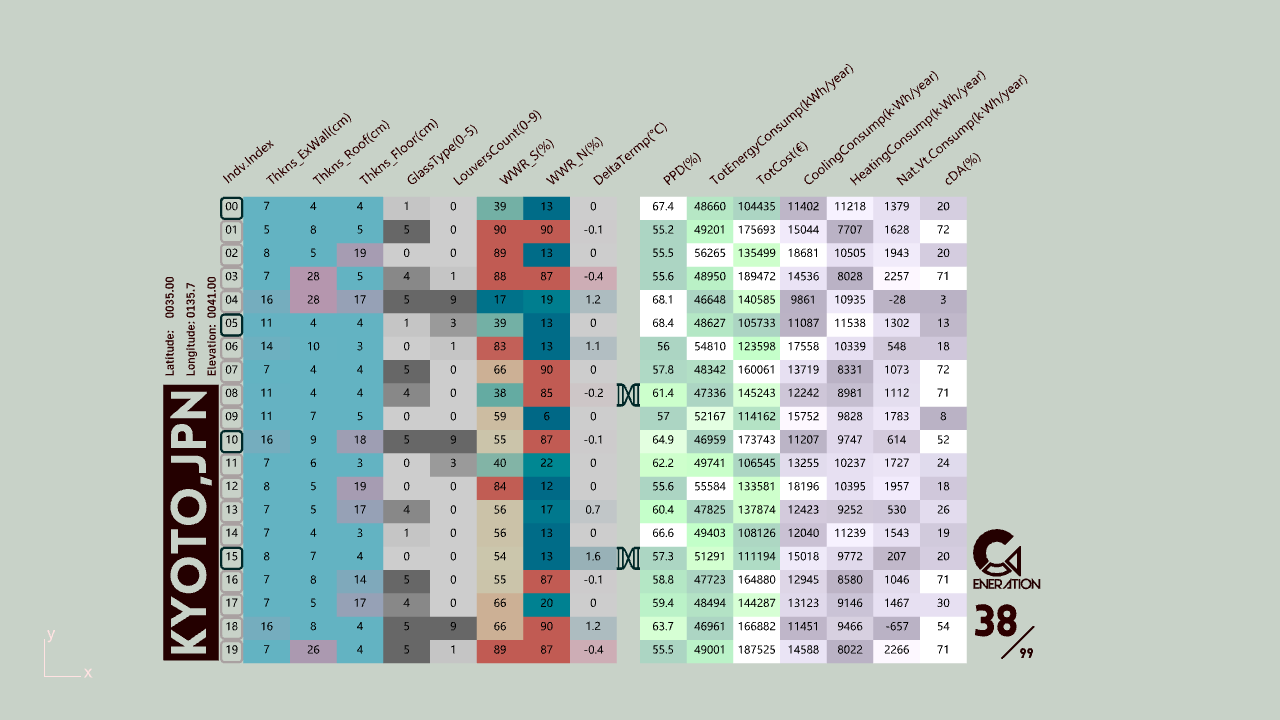 Indv.Index Thkns_ExWall(cm) Thkns_Roof(cm) Thkns_Floor(cm) GlassType(0-5) LouversCount(0-9) WWR_S(%) WWR_N(%) DeltaTermp(°C) PPD(%) TotEnergyConsump(kWh/year) TotCost(€) CoolingConsump(k·Wh/year) HeatingConsump(k·Wh/year) Nat.Vt.Consump(k·Wh/year) cDA(%)
00 7 4 4 1 0 39 13 0 67.4 48660 104435 11402 11218 1379 20
01 5 8 5 5 0 90 90 -0.1 55.2 49201 175693 15044 7707 1628 72
02 8 5 19 0 0 89 13 0 55.5 56265 135499 18681 10505 1943 20
03 7 28 5 4 1 88 87 -0.4 55.6 48950 189472 14536 8028 2257 71
04 16 28 17 5 9 17 19 1.2 68.1 46648 140585 9861 10935 -28 3
05 11 4 4 1 3 39 13 0 68.4 48627 105733 11087 11538 1302 13
06 14 10 3 0 1 83 13 1.1 56 54810 123598 17558 10339 548 18
07 7 4 4 5 0 66 90 0 57.8 48342 160061 13719 8331 1073 72
08 11 4 4 4 0 38 85 -0.2 61.4 47336 145243 12242 8981 1112 71
09 11 7 5 0 0 59 6 0 57 52167 114162 15752 9828 1783 8
10 16 9 18 5 9 55 87 -0.1 64.9 46959 173743 11207 9747 614 52
11 7 6 3 0 3 40 22 0 62.2 49741 106545 13255 10237 1727 24
12 8 5 19 0 0 84 12 0 55.6 55584 133581 18196 10395 1957 18
13 7 5 17 4 0 56 17 0.7 60.4 47825 137874 12423 9252 530 26
14 7 4 3 1 0 56 13 0 66.6 49403 108126 12040 11239 1543 19
15 8 7 4 0 0 54 13 1.6 57.3 51291 111194 15018 9772 207 20
16 7 8 14 5 0 55 87 -0.1 58.8 47723 164880 12945 8580 1046 71
17 7 5 17 4 0 66 20 0 59.4 48494 144287 13123 9146 1467 30
18 16 8 4 5 9 66 90 1.2 63.7 46961 166882 11451 9466 -657 54
19 7 26 4 5 1 89 87 -0.4 55.5 49001 187525 14588 8022 2266 71
Latitude: 0035.00
Longitude: 0135.7
Elevation: 0041.00
KYOTO,JPN
G
ENERATION
38/99
y
x